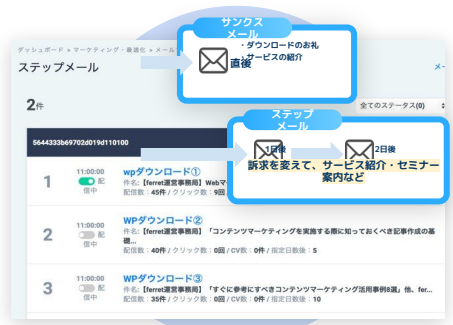 サンクス
メール
・ダウンロードのお礼
・サービスの紹介
直後
ダッシュボード » マーケティング・最適化 » メール
ステップメール
メー
2件
全てのステータス(0)
ステップ
メール
1日後
2日後
訴求を変えて、サービス紹介・セミナー
案内など
5644333b69702d019d110100
1
11:00:00
配
信中
wpダウンロード①
件名:【ferret運営事務局】Webマ
配信数：45件 / クリック数：9回
2
11:00:00
配
信中
WPダウンロード②
件名:【ferret運営事務局】「コンテンツマーケティングを実施する際に知っておくべき記事作成の基
礎...
配信数：40件 / クリック数：0回 / CV数：0件 / 指定日数後：5
3
11:00:00
配
信中
WPダウンロード③
件名:【ferret運営事務局】「すぐに参考にすべきコンテンツマーケティング活用事例8選」他、fer...
配信数：35件 / クリック数：0回 / CV数：0件 / 指定日数後：10